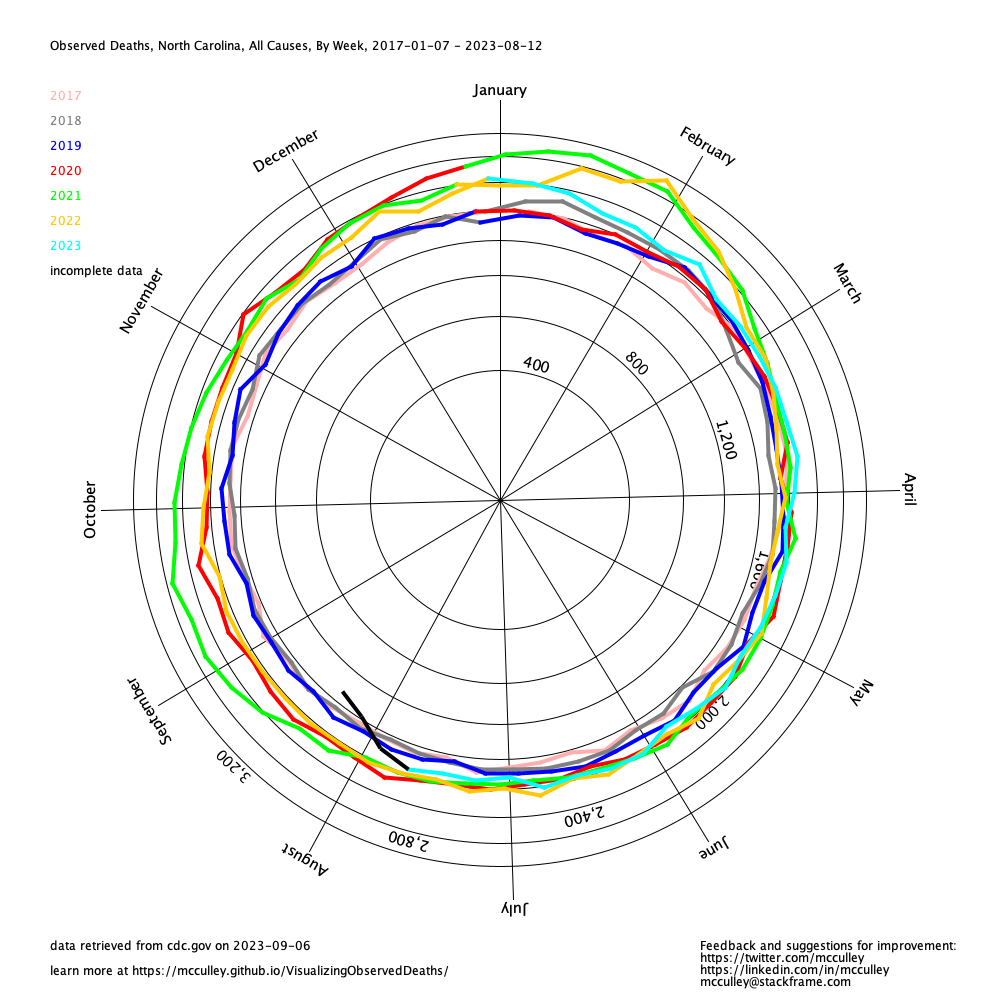 Observed Deaths, North Carolina, All Causes, By Week, 2017-01-07 - 2023-08-12
2017
2018
2019
2020
2021
2022
2023
incomplete data
January
February
March
April
May
June
July
August
September
October
November
December
400
800
1,200
1,600
2,000
2,400
2,800
3,200
data retrieved from cdc.gov on 2023-09-06
learn more at https://mcculley.github.io/VisualizingObservedDeaths/
Feedback and suggestions for improvement:
https://twitter.com/mcculley
https://linkedin.com/in/mcculley
mcculley@stackframe.com